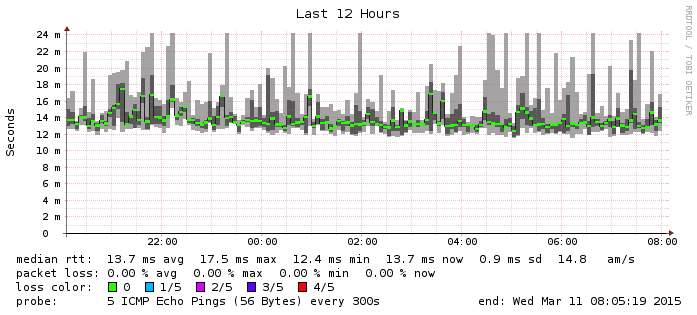 Last 12 Hours
RRDTOOL / TOBI OETIKER
Seconds
24 m
22 m
20 m
18 m
16 m
14 m
12 m
10 m
8 m
6 m
4 m
2 m
0
22:00 00:00 02:00 04:00 06:00 08:00
median rtt: 13.7 ms avg 17.5 ms max 12.4 ms min 13.7 ms now 0.9 ms sd 14.8 am/s
packet loss: 0.00 % avg 0.00 % max 0.00 % min 0.00 % now
loss color: 0 1/5 2/5 3/5 4/5
probe: 5 ICMP Echo Pings (56 Bytes) every 300s end: Wed Mar 11 08:05:19 2015